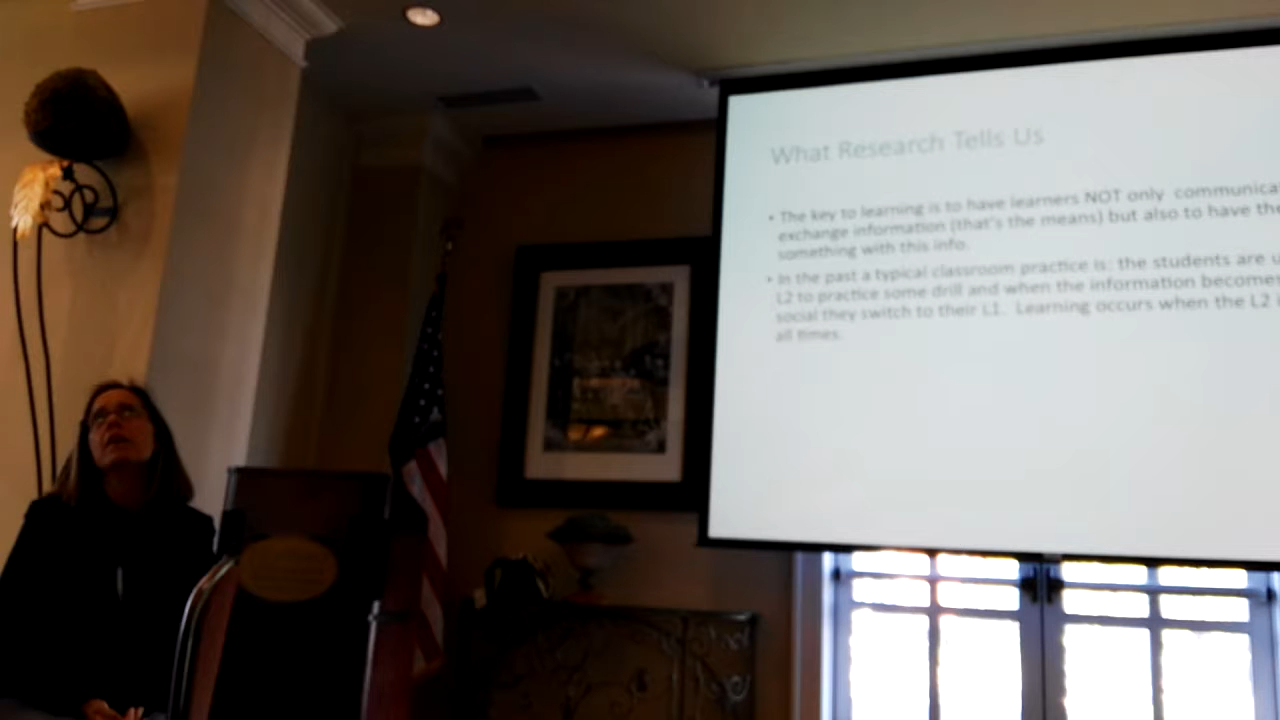 What Research Tells Us
• The key to learning is to have learners NOT only communica
exchange information (that's the means) but also to have the
something with this info.
• In the past a typical classroom practice is: the students are u
L2 to practice some drill and when the information becomes
social they switch to their L1. Learning occurs when the L2
all times.